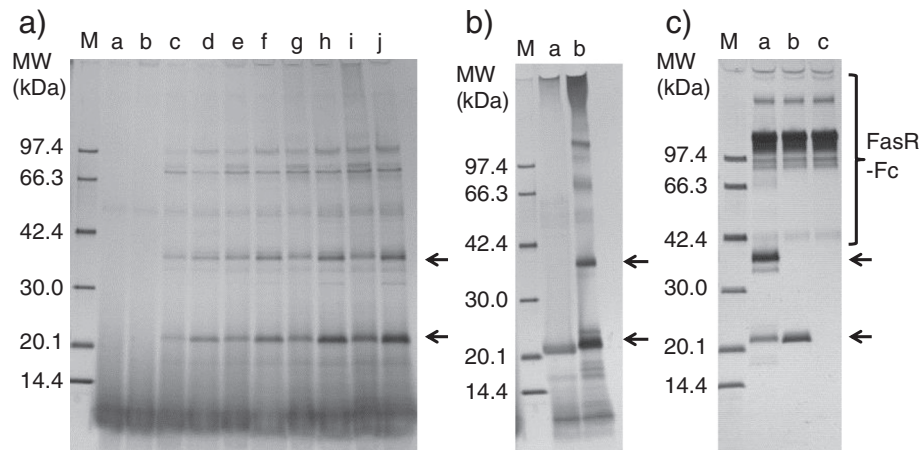 a)
M a b c d e f g h i j
MW
(kDa)
97.4
66.3
42.4
30.0
20.1
14.4
b)
M a b
MW
(kDa)
97.4
66.3
42.4
30.0
20.1
14.4
c)
M a b c
MW
(kDa)
97.4
66.3
42.4
30.0
20.1
14.4
FasR
-Fc